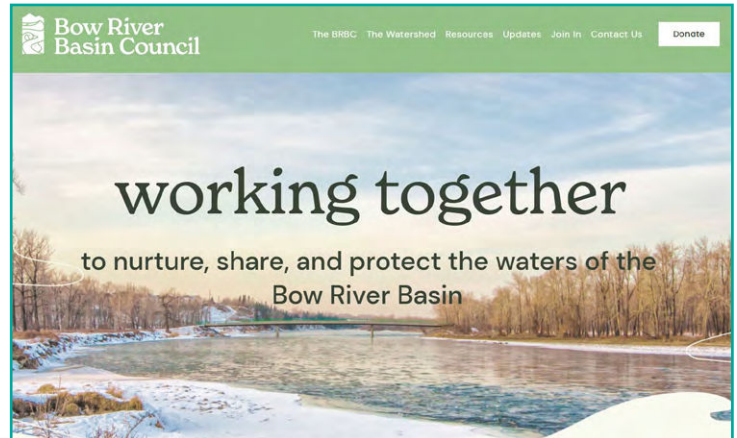 Bow River
Basin Council
The BRBC The Watershed Resources Updates Join In Contact Us Donate
working together
to nurture, share, and protect the waters of the
Bow River Basin